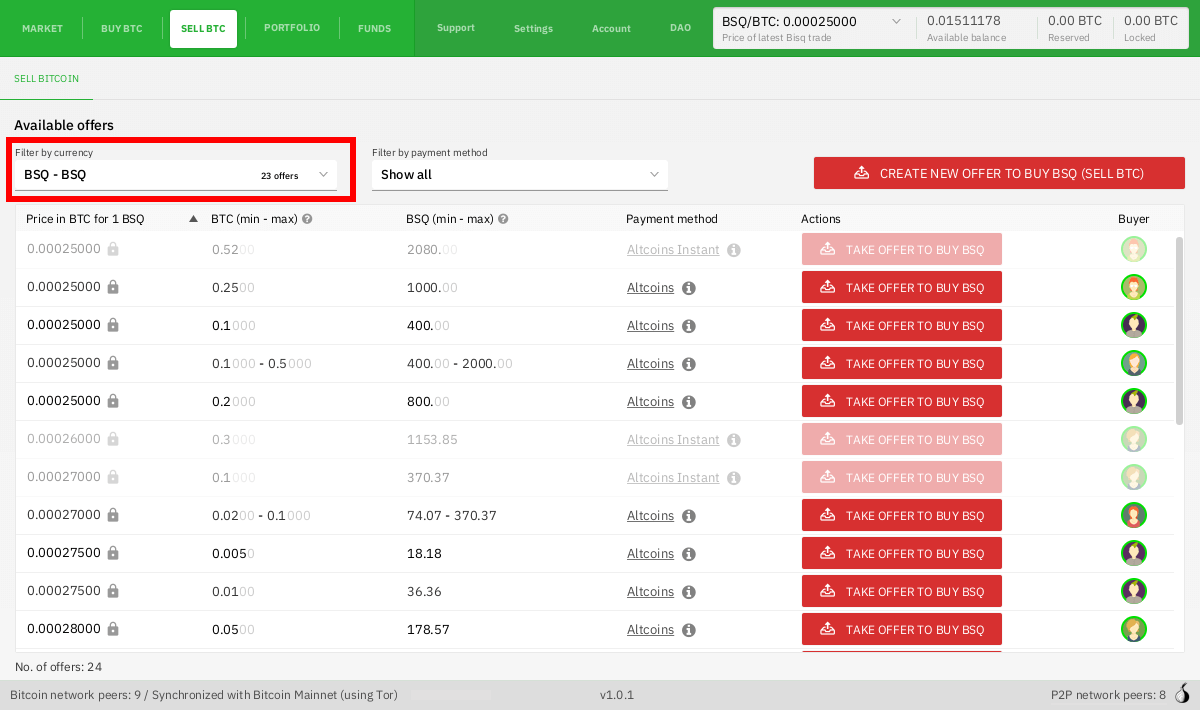 MARKET BUY BTC SELL BTC PORTFOLIO FUNDS Support Settings Account DAO BSQ/BTC: 0.00025000 0.01511178 0.00 BTC 0.00 BTC
Price of latest Bisq trade Available balance Reserved Locked
SELL BITCOIN
Available offers
Filter by currency Filter by payment method
BSQ - BSQ 23 offers Show all CREATE NEW OFFER TO BUY BSQ (SELL BTC)
Price in BTC for 1 BSQ BTC (min - max) BSQ (min - max) Payment method Actions Buyer
0.00025000 0.5200 2080.00 Altcoins Instant TAKE OFFER TO BUY BSQ
0.00025000 0.2500 1000.00 Altcoins TAKE OFFER TO BUY BSQ
0.00025000 0.1000 400.00 Altcoins TAKE OFFER TO BUY BSQ
0.00025000 0.1000 - 0.5000 400.00 - 2000.00 Altcoins TAKE OFFER TO BUY BSQ
0.00025000 0.2000 800.00 Altcoins TAKE OFFER TO BUY BSQ
0.00026000 0.3000 1153.85 Altcoins Instant TAKE OFFER TO BUY BSQ
0.00027000 0.1000 370.37 Altcoins Instant TAKE OFFER TO BUY BSQ
0.00027000 0.0200 - 0.1000 74.07 - 370.37 Altcoins TAKE OFFER TO BUY BSQ
0.00027500 0.0050 18.18 Altcoins TAKE OFFER TO BUY BSQ
0.00027500 0.0100 36.36 Altcoins TAKE OFFER TO BUY BSQ
0.00028000 0.0500 178.57 Altcoins TAKE OFFER TO BUY BSQ
No. of offers: 24
Bitcoin network peers: 9 / Synchronized with Bitcoin Mainnet (using Tor) v1.0.1 P2P network peers: 8